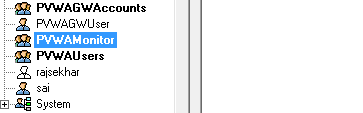 PVWAGWAccounts
PVWAGWUser
PVWAMonitor
PVWAUsers
rajsekhar
sai
System